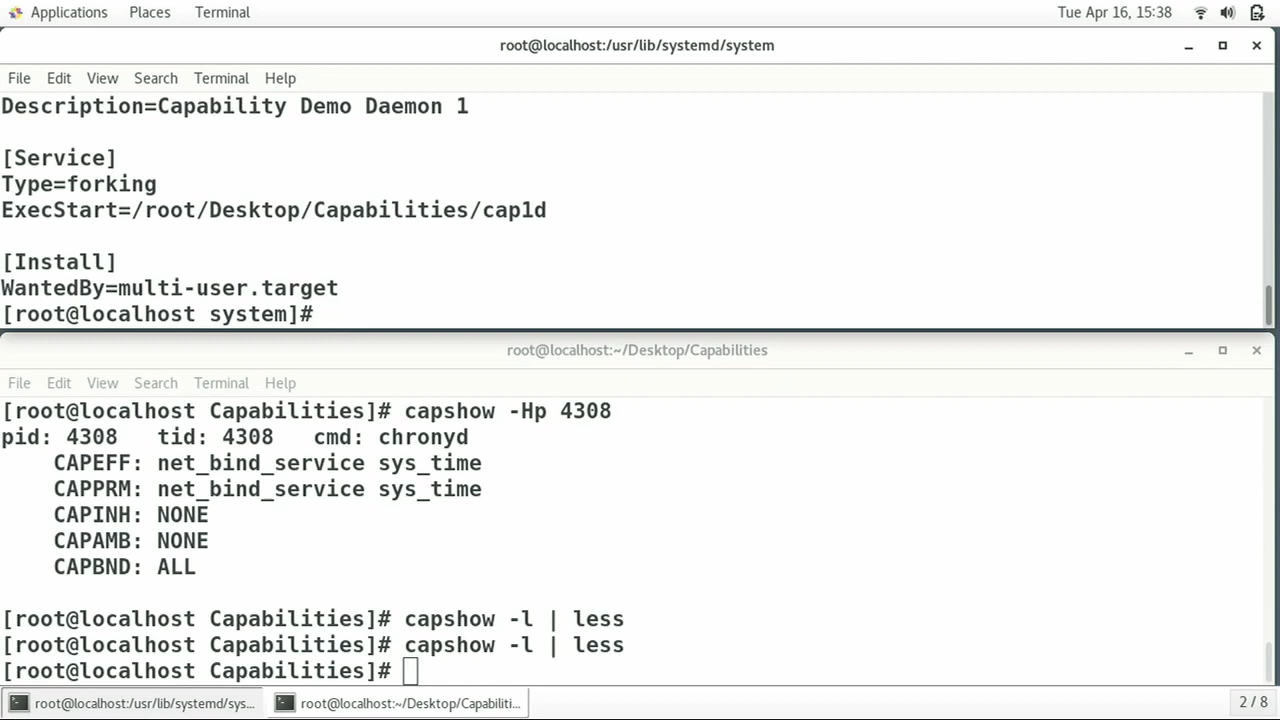 Applications Places Terminal Tue Apr 16, 15:38
root@localhost:/usr/lib/systemd/system
File Edit View Search Terminal Help
Description=Capability Demo Daemon 1
[Service]
Type=forking
ExecStart=/root/Desktop/Capabilities/cap1d
[Install]
WantedBy=multi-user.target
[root@localhost system]#
root@localhost:~/Desktop/Capabilities
File Edit View Search Terminal Help
[root@localhost Capabilities]# capshow -Hp 4308
pid: 4308 tid: 4308 cmd: chronyd
CAPEFF: net_bind_service sys_time
CAPPRM: net_bind_service sys_time
CAPINH: NONE
CAPAMB: NONE
CAPBND: ALL
[root@localhost Capabilities]# capshow -l | less
[root@localhost Capabilities]# capshow -l | less
[root@localhost Capabilities]#
root@localhost:/usr/lib/systemd/sys... root@localhost:~/Desktop/Capabiliti... 2 / 8